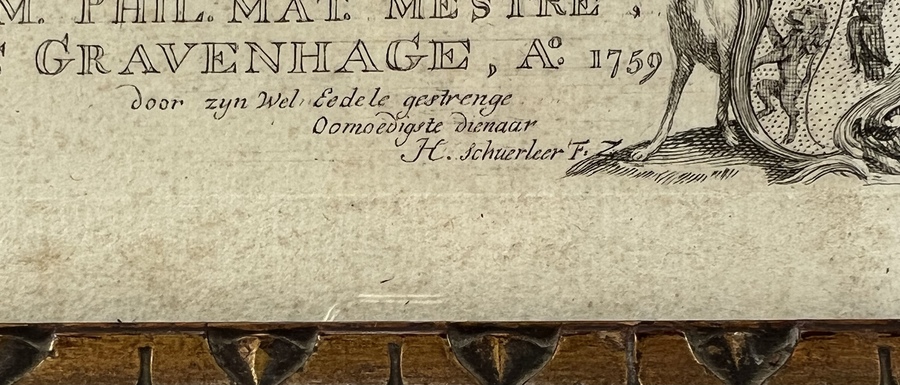 M. PHIL. MAT. MESTRE,
GRAVENHAGE, Aº. 1759
door zyn Wel Eedele gestrenge
Oomoedigste dienaar
H. Schuerleer F. Z.